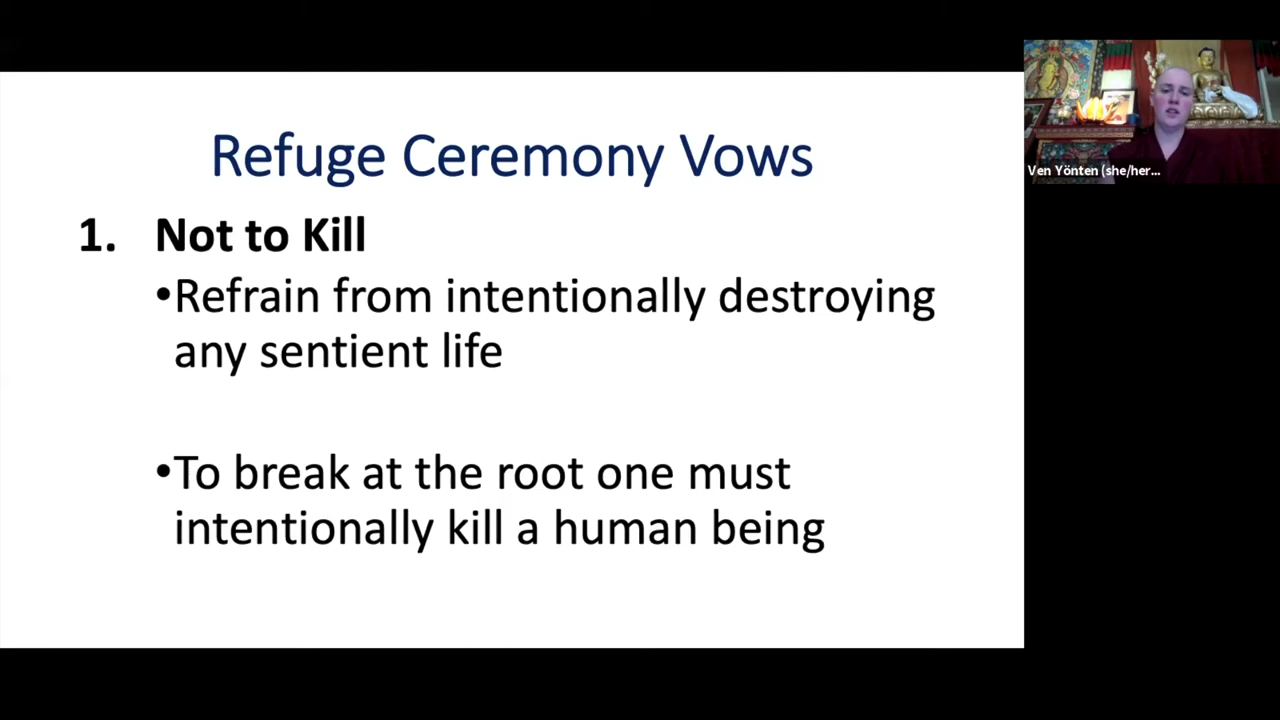 Refuge Ceremony Vows
1. Not to Kill
•Refrain from intentionally destroying
any sentient life
•To break at the root one must
intentionally kill a human being
Ven Yönten (she/her...